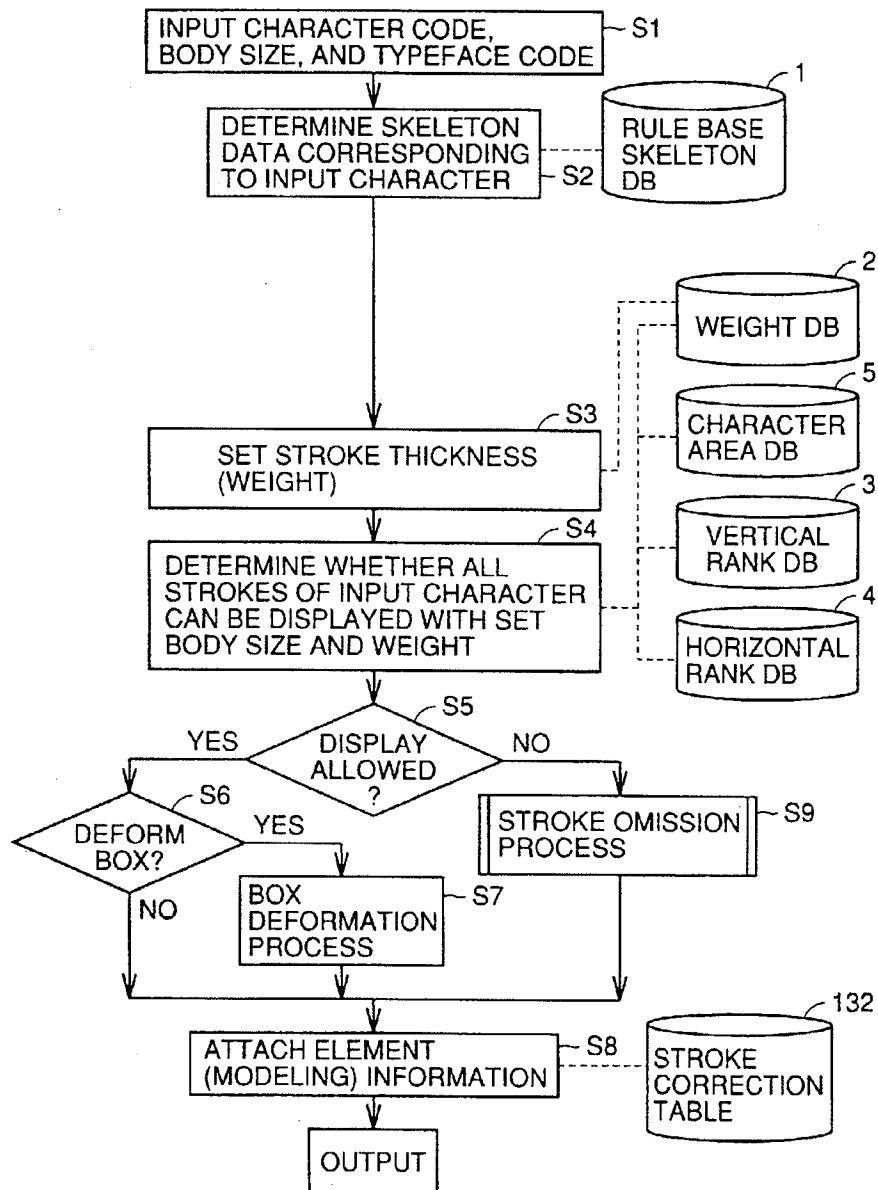 INPUT CHARACTER CODE,
BODY SIZE, AND TYPEFACE CODE
S1
DETERMINE SKELETON
DATA CORRESPONDING
TO INPUT CHARACTER
S2
1
RULE BASE
SKELETON
DB
2
WEIGHT DB
5
CHARACTER
AREA DB
3
VERTICAL
RANK DB
4
HORIZONTAL
RANK DB
S3
SET STROKE THICKNESS
(WEIGHT)
S4
DETERMINE WHETHER ALL
STROKES OF INPUT CHARACTER
CAN BE DISPLAYED WITH SET
BODY SIZE AND WEIGHT
S5
DISPLAY
ALLOWED
?
YES
NO
S6
DEFORM
BOX?
YES
NO
BOX
DEFORMATION
PROCESS
S7
STROKE OMISSION
PROCESS
S9
ATTACH ELEMENT
(MODELING) INFORMATION
S8
132
STROKE
CORRECTION
TABLE
OUTPUT